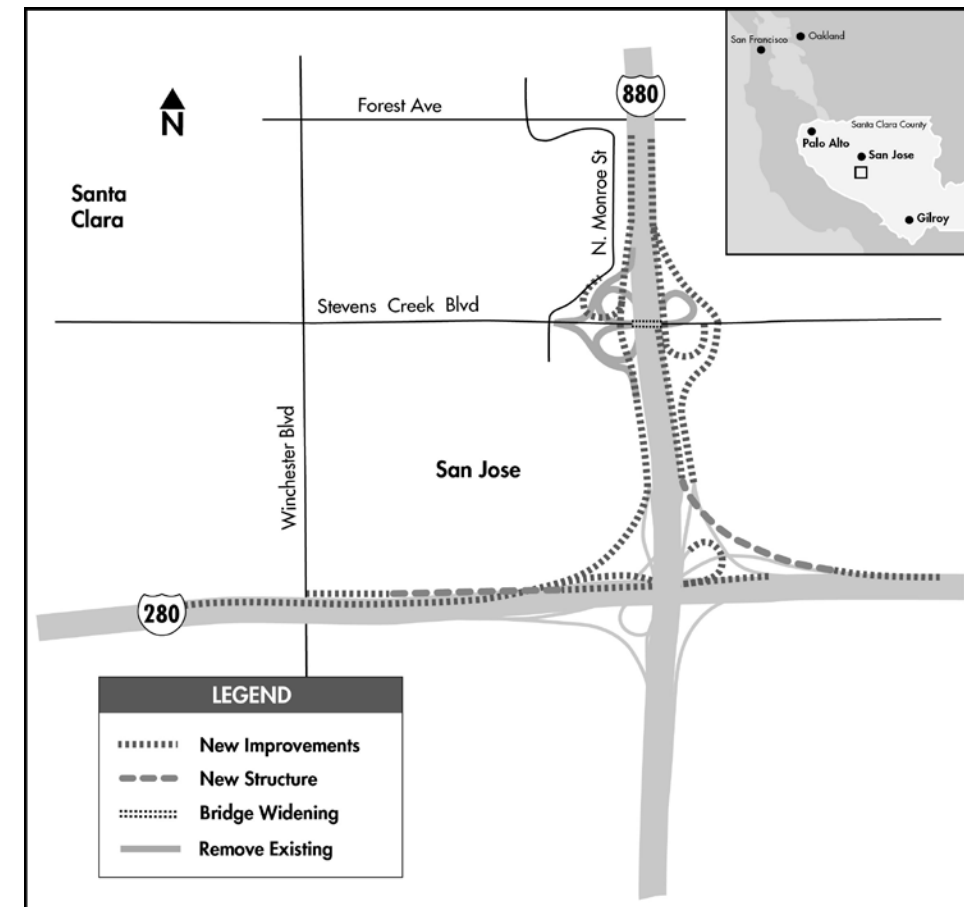 San Francisco
Oakland
Santa Clara County
Palo Alto
San Jose
Gilroy
880
Forest Ave
N
N. Monroe St
Santa
Clara
Stevens Creek Blvd
Winchester Blvd
San Jose
280
LEGEND
New Improvements
New Structure
Bridge Widening
Remove Existing